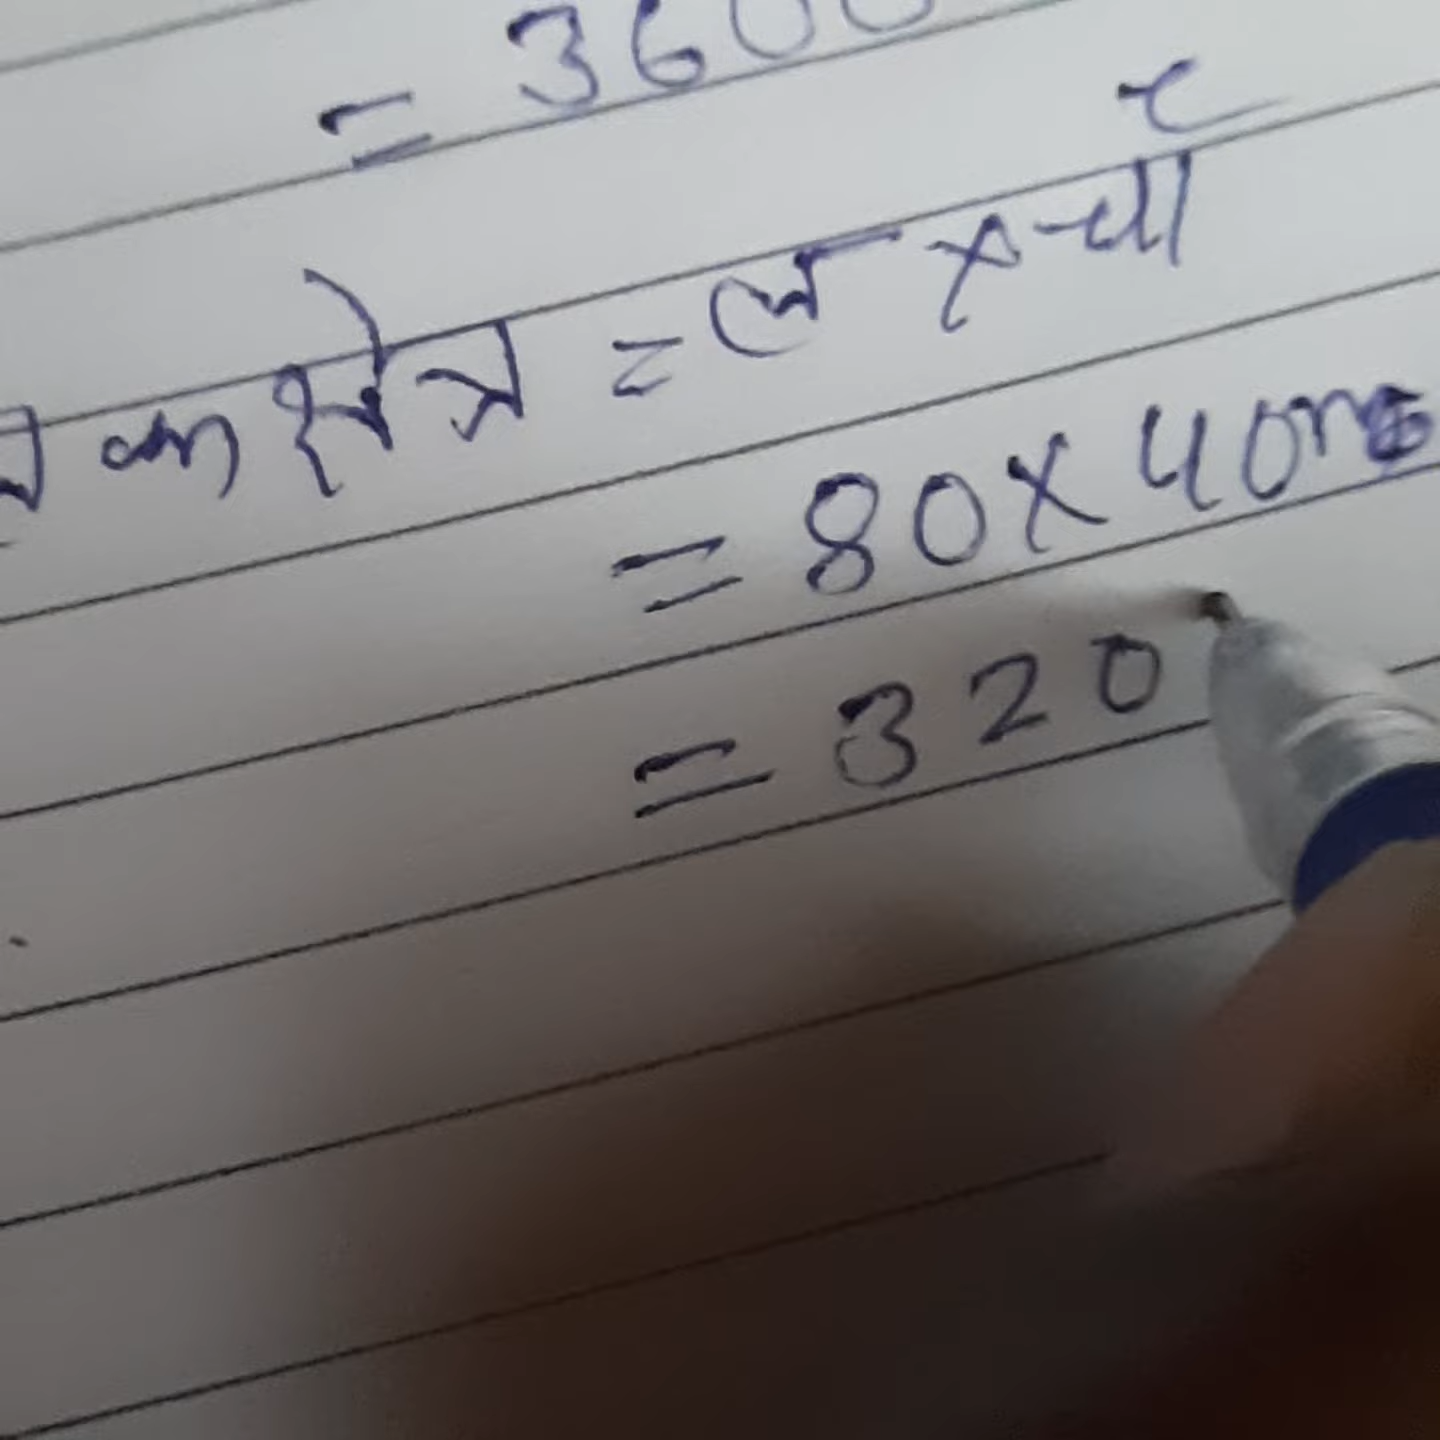 = 3600
का क्षेत्र = ल × चौ
= 80 × 40m
= 320